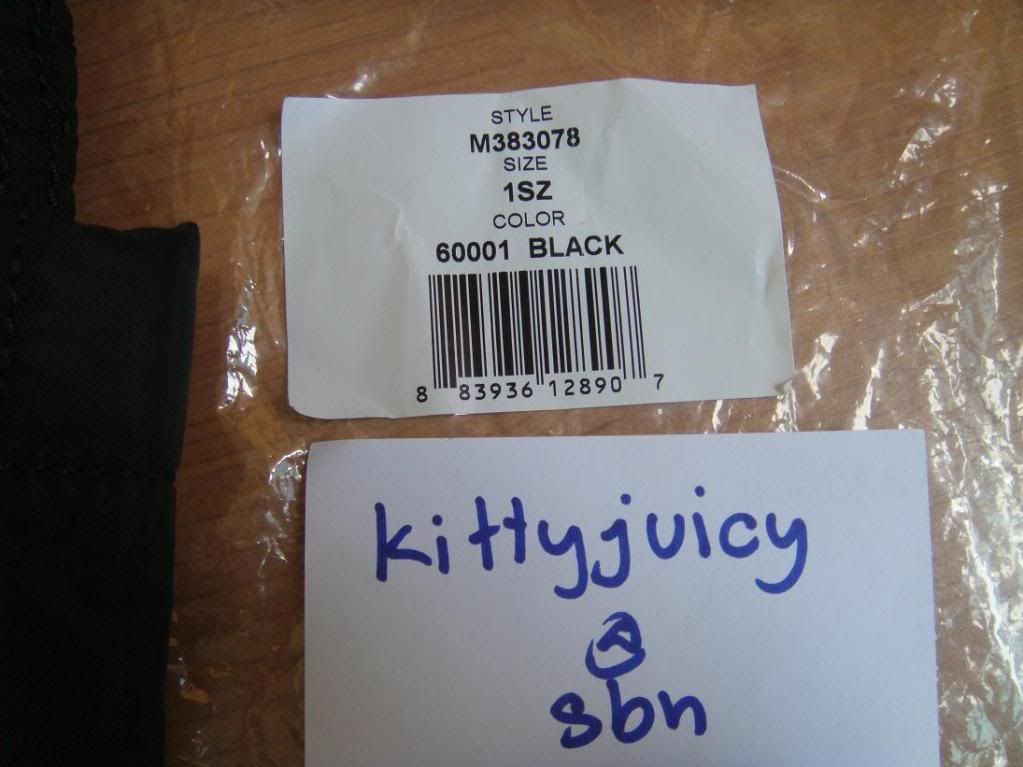 STYLE
M383078
SIZE
1SZ
COLOR
60001 BLACK
8 83936 12890 7
kittyjuicy
@
sbn